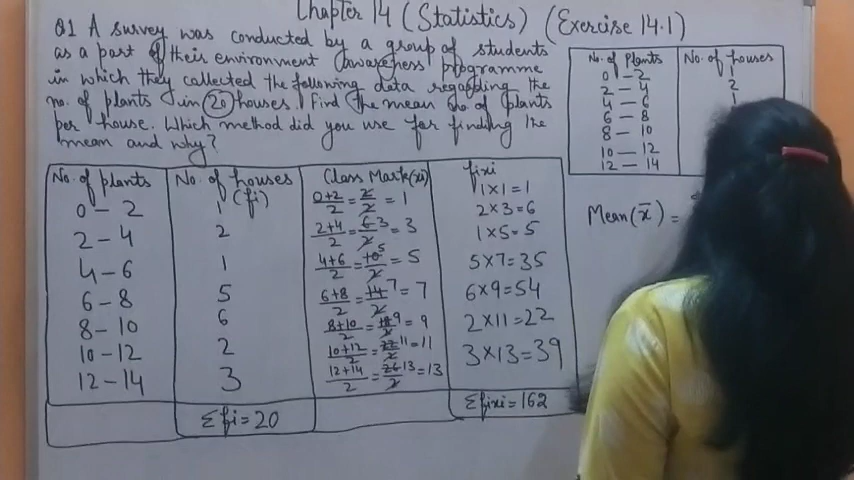 Chapter 14 (Statistics) (Exercise 14.1)
Q1 A survey was conducted by a group of students
as a part of their environment awareness programme
in which they collected the following data regarding the
no. of plants in 20 houses. Find the mean no. of plants
per house. Which method did you use for finding the
mean and why?
No. of plants No. of houses
0 - 2 1
2 - 4 2
4 - 6 1
6 - 8
8 - 10
10 - 12
12 - 14
Mean (x̄) =
No. of plants No. of houses (fi) Class Mark (xi) fixi
0 - 2 1 0+2/2 = 2/2 = 1 1×1=1
2 - 4 2 2+4/2 = 6/2 3 = 3 2×3=6
4 - 6 1 4+6/2 = 10/2 5 = 5 1×5=5
6 - 8 5 6+8/2 = 14/2 7 = 7 5×7=35
8 - 10 6 8+10/2 = 18/2 9 = 9 6×9=54
10 - 12 2 10+12/2 = 22/2 11 = 11 2×11=22
12 - 14 3 12+14/2 = 26/2 13 = 13 3×13=39
Σfi = 20 Σfixi = 162